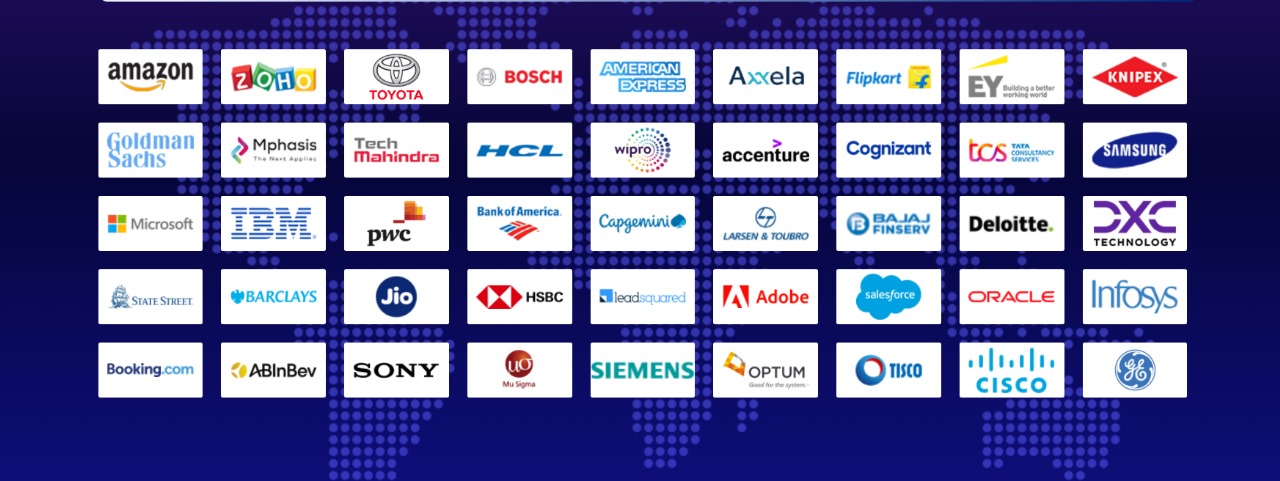 amazon
ZOHO
TOYOTA
BOSCH
AMERICAN
EXPRESS
Axxela
Flipkart
EY
Building a better
working world
KNIPEX
Goldman
Sachs
Mphasis
The Next Applied
Tech
Mahindra
HCL
wipro
accenture
Cognizant
tcs
TATA
CONSULTANCY
SERVICES
SAMSUNG
Microsoft
IBM
pwc
Bank of America.
Capgemini
LARSEN & TOUBRO
BAJAJ
FINSERV
Deloitte.
DXC
TECHNOLOGY
STATE STREET.
BARCLAYS
Jio
HSBC
leadsquared
Adobe
salesforce
ORACLE
Infosys
Booking.com
ABInBev
SONY
μσ
Mu Sigma
SIEMENS
OPTUM
Good for the system.
TISCO
CISCO
GE